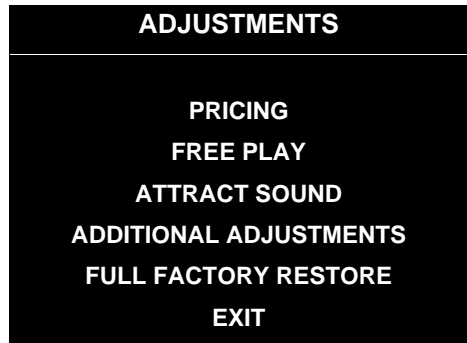 ADJUSTMENTS
PRICING
FREE PLAY
ATTRACT SOUND
ADDITIONAL ADJUSTMENTS
FULL FACTORY RESTORE
EXIT